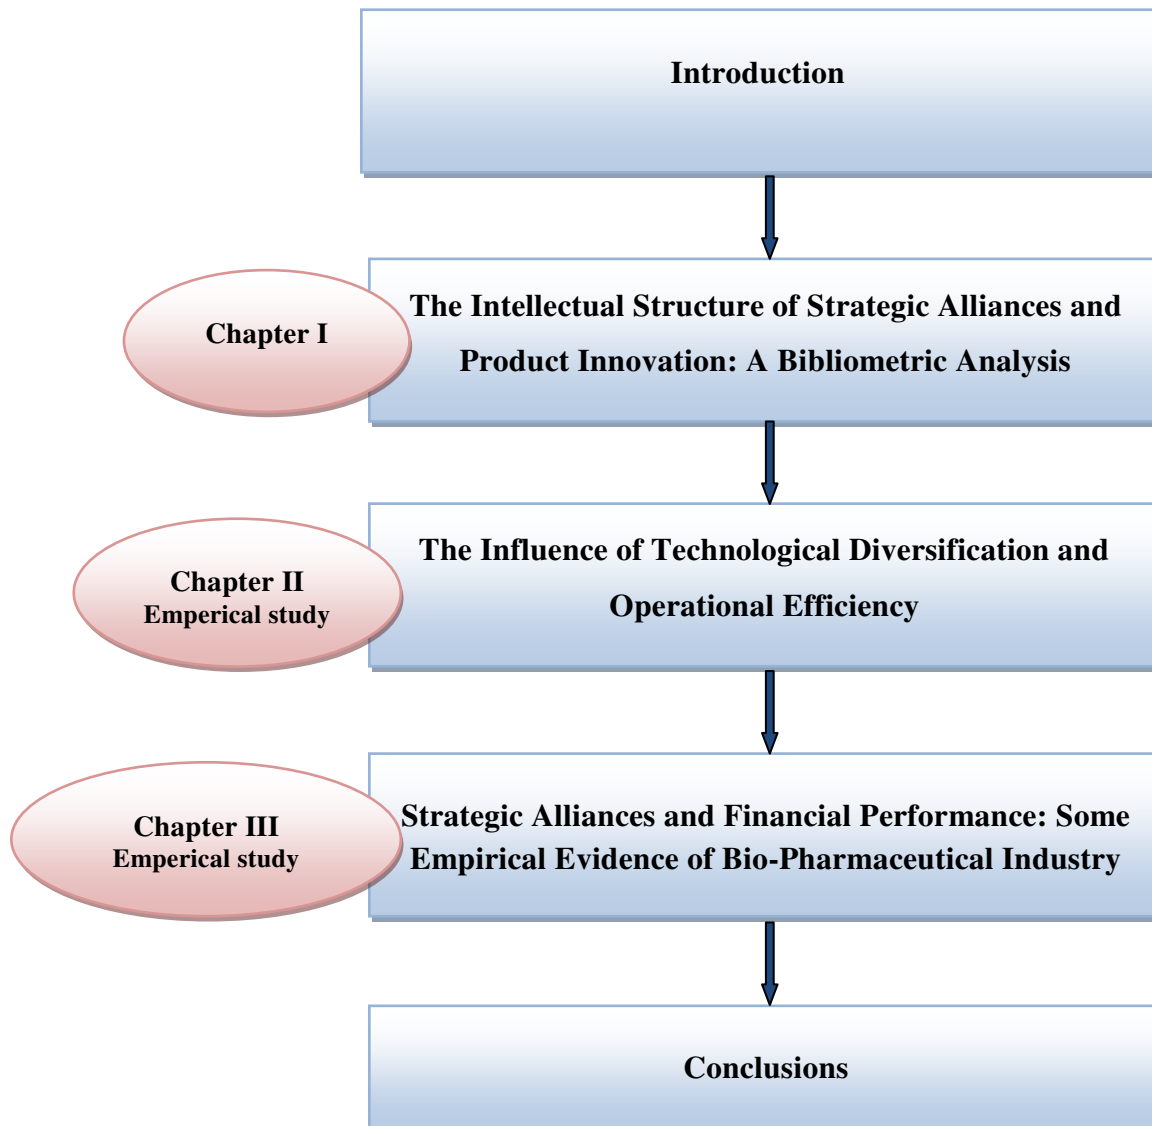 Introduction
Chapter I
The Intellectual Structure of Strategic Alliances and
Product Innovation: A Bibliometric Analysis
Chapter II
Emperical study
The Influence of Technological Diversification and
Operational Efficiency
Chapter III
Emperical study
Strategic Alliances and Financial Performance: Some
Empirical Evidence of Bio-Pharmaceutical Industry
Conclusions